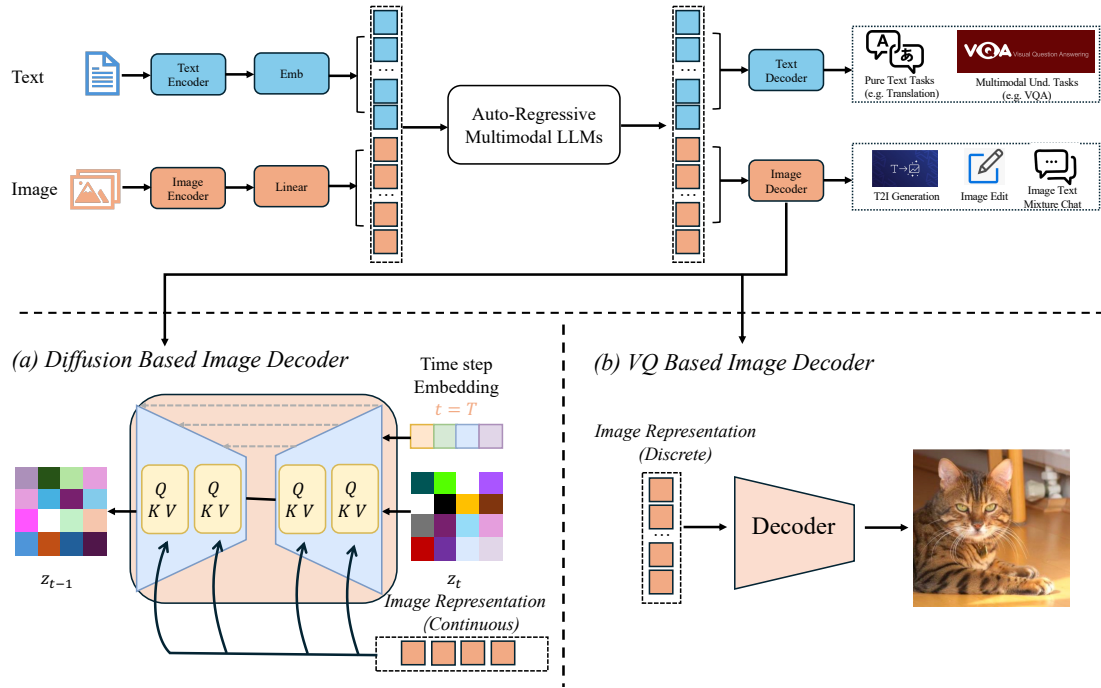 Text
Text
Encoder
Emb
Auto-Regressive
Multimodal LLMs
Text
Decoder
A
あ
Pure Text Tasks
(e.g. Translation)
VQA Visual Question Answering
Multimodal Und. Tasks
(e.g. VQA)
Image
Image
Encoder
Linear
Image
Decoder
T
T2I Generation
Image Edit
Image Text
Mixture Chat
(a) Diffusion Based Image Decoder
Time step
Embedding
t = T
Q
K V
Q
K V
Q
K V
Q
K V
z_{t-1}
z_t
Image Representation
(Continuous)
(b) VQ Based Image Decoder
Image Representation
(Discrete)
Decoder